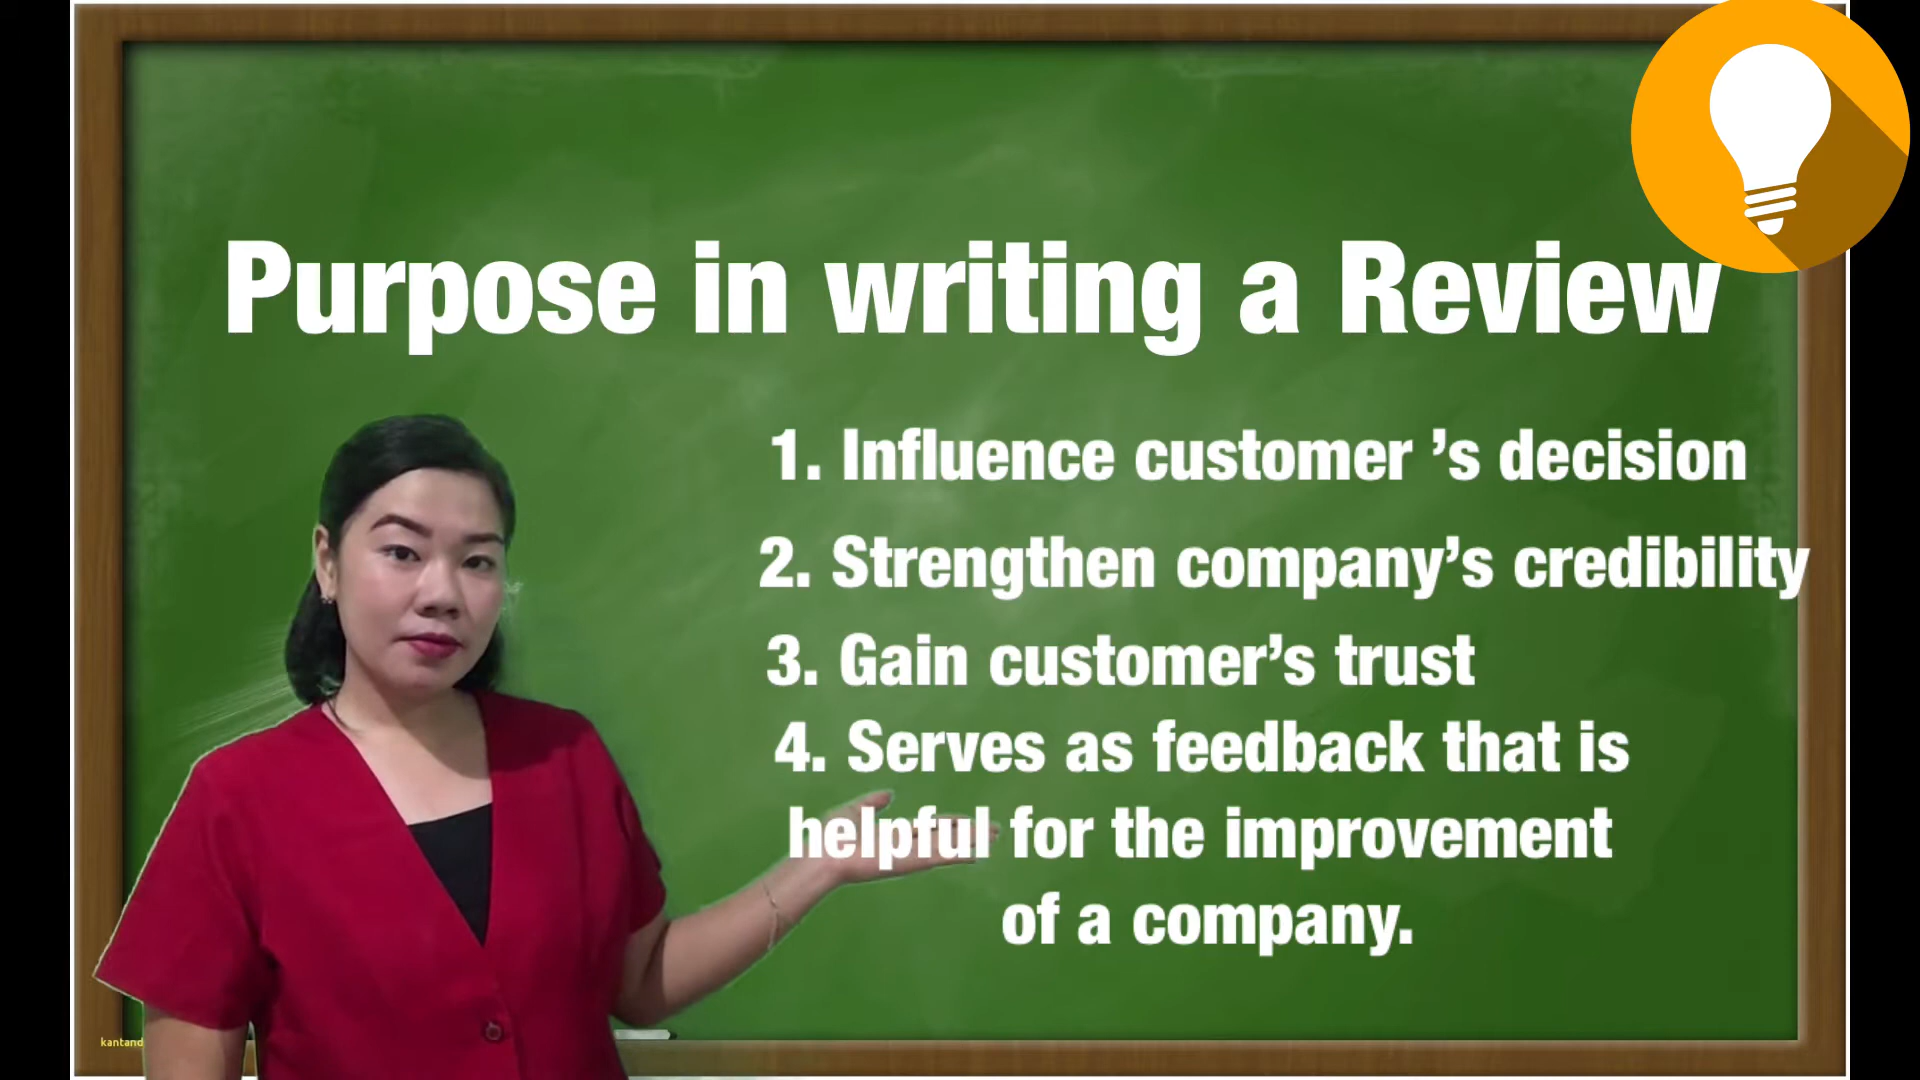 Purpose in writing a Review
1. Influence customer ’s decision
2. Strengthen company’s credibility
3. Gain customer’s trust
4. Serves as feedback that is
helpful for the improvement
of a company.
kantand